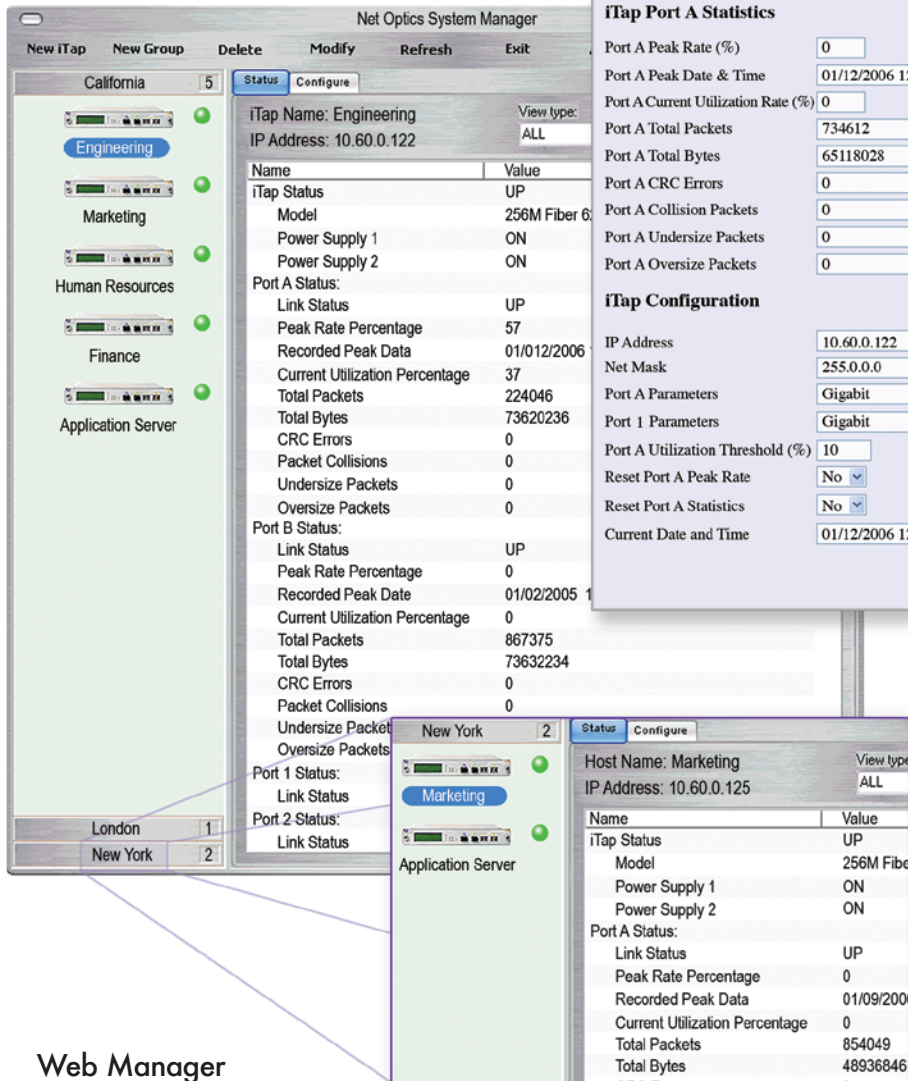 Net Optics System Manager
New iTap New Group Delete Modify Refresh Exit
California 5
Engineering
Marketing
Human Resources
Finance
Application Server
London 1
New York 2
Status Configure
iTap Name: Engineering
View type:
IP Address: 10.60.0.122
ALL
Name Value
iTap Status UP
Model 256M Fiber
Power Supply 1 ON
Power Supply 2 ON
Port A Status:
Link Status UP
Peak Rate Percentage 57
Recorded Peak Data 01/012/2006
Current Utilization Percentage 37
Total Packets 224046
Total Bytes 73620236
CRC Errors 0
Packet Collisions 0
Undersize Packets 0
Oversize Packets 0
Port B Status:
Link Status UP
Peak Rate Percentage 0
Recorded Peak Date 01/02/2005
Current Utilization Percentage 0
Total Packets 867375
Total Bytes 73632234
CRC Errors 0
Packet Collisions 0
Undersize Packet
Oversize Packets
Port 1 Status:
Link Status
Port 2 Status:
Link Status
iTap Port A Statistics
Port A Peak Rate (%) 0
Port A Peak Date & Time 01/12/2006 12
Port A Current Utilization Rate (%) 0
Port A Total Packets 734612
Port A Total Bytes 65118028
Port A CRC Errors 0
Port A Collision Packets 0
Port A Undersize Packets 0
Port A Oversize Packets 0
iTap Configuration
IP Address 10.60.0.122
Net Mask 255.0.0.0
Port A Parameters Gigabit
Port 1 Parameters Gigabit
Port A Utilization Threshold (%) 10
Reset Port A Peak Rate No
Reset Port A Statistics No
Current Date and Time 01/12/2006 12
New York 2
Marketing
Application Server
Status Configure
Host Name: Marketing
View type
IP Address: 10.60.0.125
ALL
Name Value
iTap Status UP
Model 256M Fibe
Power Supply 1 ON
Power Supply 2 ON
Port A Status:
Link Status UP
Peak Rate Percentage 0
Recorded Peak Data 01/09/200
Current Utilization Percentage 0
Total Packets 854049
Total Bytes 48936846
Web Manager